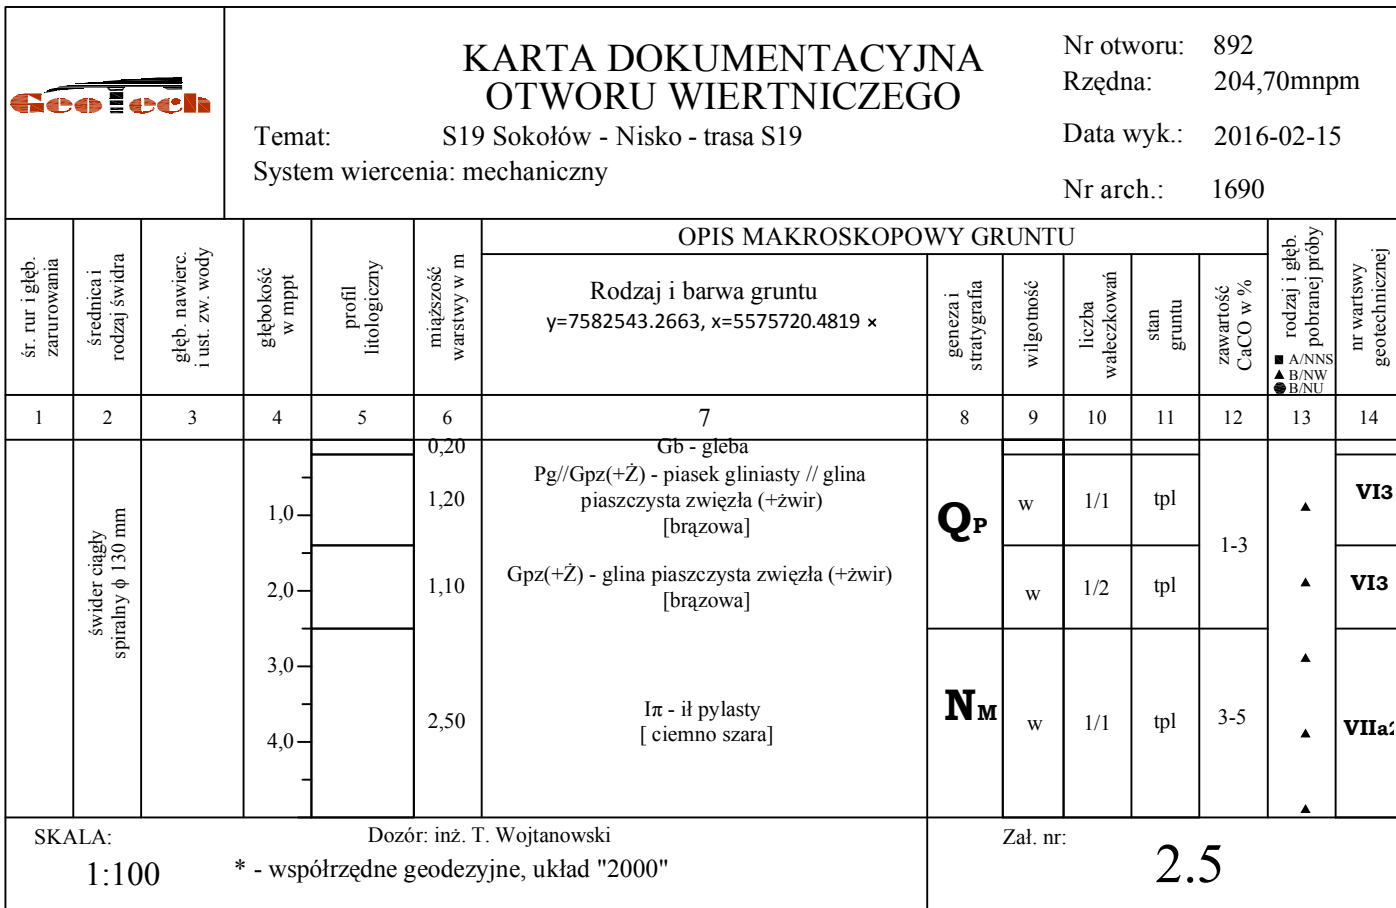 GeoTech
KARTA DOKUMENTACYJNA
OTWORU WIERTNICZEGO
Temat: S19 Sokołów - Nisko - trasa S19
System wiercenia: mechaniczny
Nr otworu: 892
Rzędna: 204,70mnpm
Data wyk.: 2016-02-15
Nr arch.: 1690
śr. rur i głęb.
zarurowania
średnica i
rodzaj świdra
głęb. nawierc.
i ust. zw. wody
głębokość
w mppt
profil
litologiczny
miąższość
warstwy w m
OPIS MAKROSKOPOWY GRUNTU
Rodzaj i barwa gruntu
y=7582543.2663, x=5575720.4819 ×
geneza i
stratygrafia
wilgotność
liczba
wałeczkowań
stan
gruntu
zawartość
CaCO w %
rodzaj i głęb.
pobranej próby
■ A/NNS
▲ B/NW
● B/NU
nr wartswy
geotechnicznej
1 2 3 4 5 6 7 8 9 10 11 12 13 14
świder ciągły
spiralny ϕ 130 mm
0,20 Gb - gleba
1,0
1,20
Pg//Gpz(+Ż) - piasek gliniasty // glina
piaszczysta zwięzła (+żwir)
[brązowa]
QP
w 1/1 tpl
1-3
▲
VI3
2,0
1,10
Gpz(+Ż) - glina piaszczysta zwięzła (+żwir)
[brązowa]
w 1/2 tpl
▲
VI3
3,0
▲
4,0
2,50
Iπ - ił pylasty
[ ciemno szara]
NM
w 1/1 tpl 3-5
▲
VIIa2
▲
SKALA:
1:100
Dozór: inż. T. Wojtanowski
* - współrzędne geodezyjne, układ "2000"
Zał. nr:
2.5